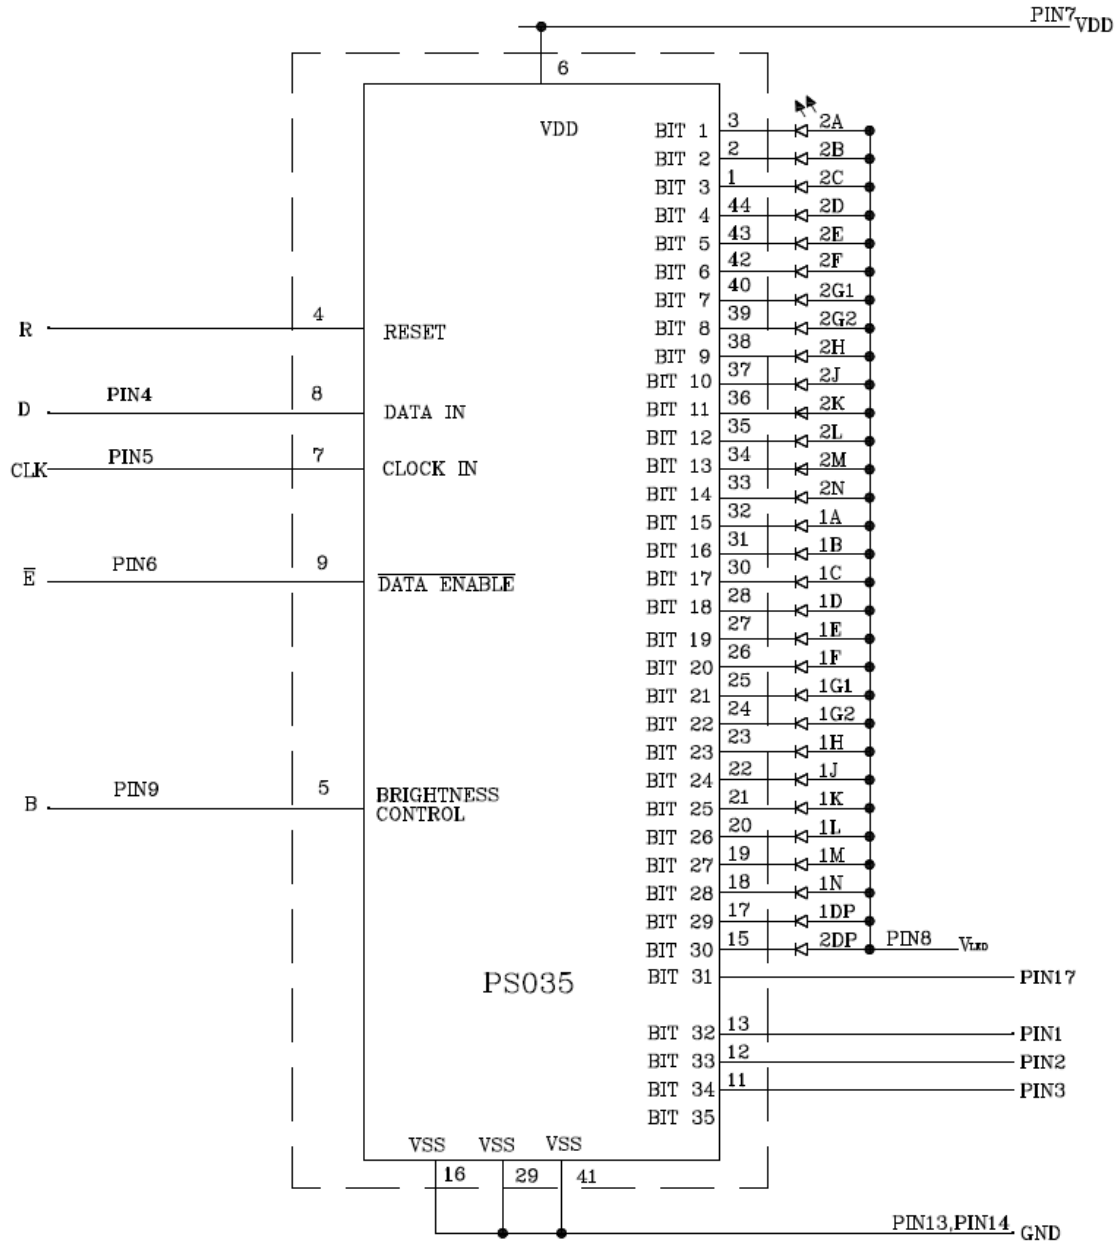 PIN7
VDD
6
VDD
BIT 1 3 2A
BIT 2 2 2B
BIT 3 1 2C
BIT 4 44 2D
BIT 5 43 2E
BIT 6 42 2F
BIT 7 40 2G1
R 4 RESET BIT 8 39 2G2
BIT 9 38 2H
BIT 10 37 2J
D PIN4 8 DATA IN BIT 11 36 2K
BIT 12 35 2L
CLK PIN5 7 CLOCK IN BIT 13 34 2M
BIT 14 33 2N
BIT 15 32 1A
BIT 16 31 1B
E̅ PIN6 9 D̅A̅T̅A̅ E̅N̅A̅B̅L̅E̅ BIT 17 30 1C
BIT 18 28 1D
BIT 19 27 1E
BIT 20 26 1F
BIT 21 25 1G1
BIT 22 24 1G2
BIT 23 23 1H
BIT 24 22 1J
B PIN9 5 BRIGHTNESS BIT 25 21 1K
CONTROL
BIT 26 20 1L
BIT 27 19 1M
BIT 28 18 1N
BIT 29 17 1DP
BIT 30 15 2DP PIN8 VLED
PS035 BIT 31 PIN17
BIT 32 13 PIN1
BIT 33 12 PIN2
BIT 34 11 PIN3
BIT 35
VSS VSS VSS
16 29 41
PIN13,PIN14 GND